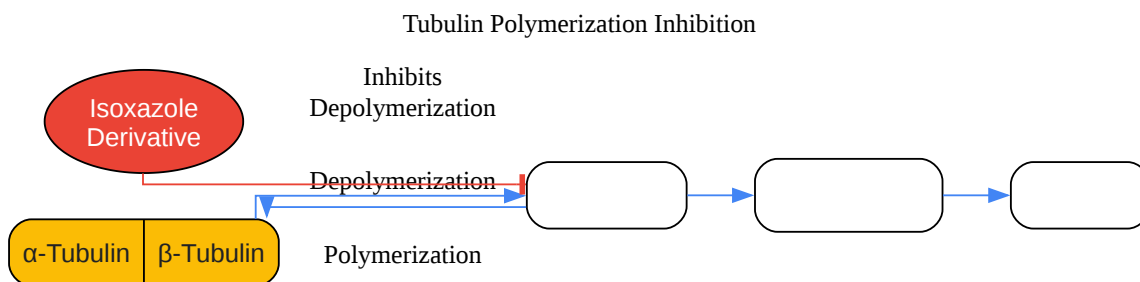 Tubulin Polymerization Inhibition
Inhibits
Depolymerization
Isoxazole
Derivative
Depolymerization
α-Tubulin
β-Tubulin
Polymerization